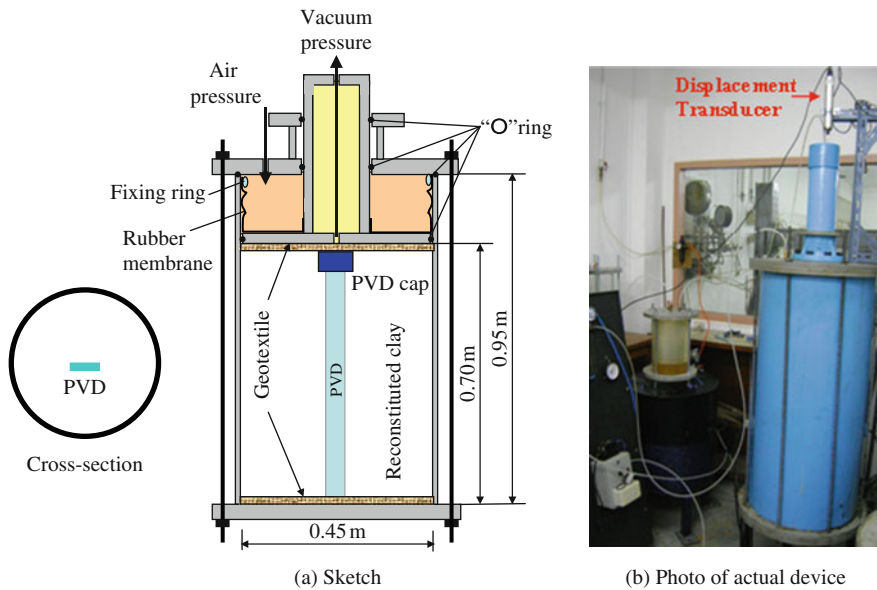 Vacuum
pressure
Air
pressure
"O"ring
Fixing ring
Rubber
membrane
PVD cap
Geotextile
PVD
Reconstituted clay
0.70 m
0.95 m
0.45 m
PVD
Cross-section
(a) Sketch
Displacement
Transducer
(b) Photo of actual device